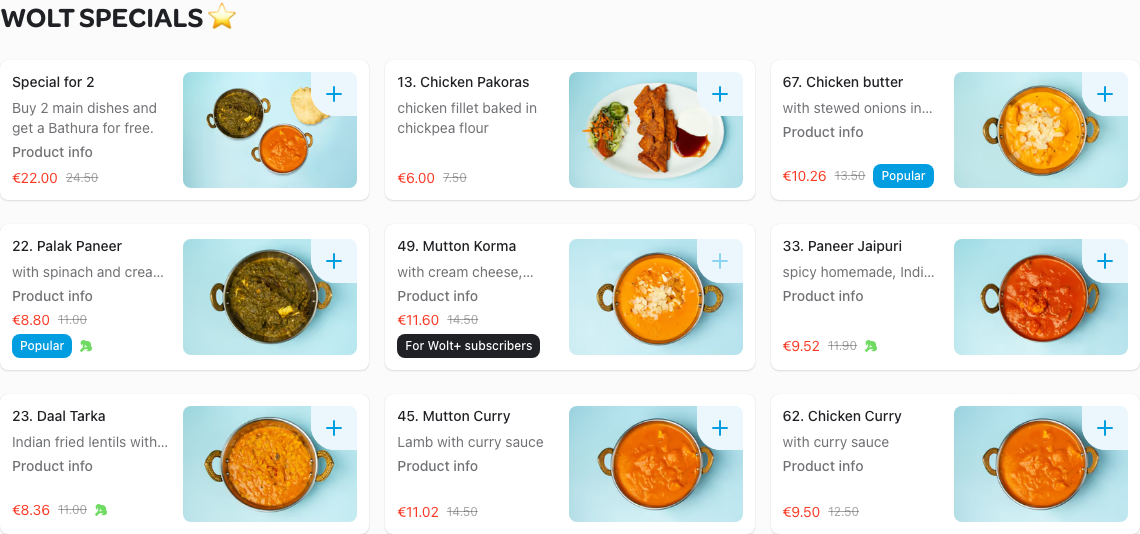 WOLT SPECIALS ⭐
Special for 2
Buy 2 main dishes and
get a Bathura for free.
Product info
€22.00 24.50
13. Chicken Pakoras
chicken fillet baked in
chickpea flour
€6.00 7.50
67. Chicken butter
with stewed onions in...
Product info
€10.26 13.50 Popular
22. Palak Paneer
with spinach and crea...
Product info
€8.80 11.00
Popular
49. Mutton Korma
with cream cheese,...
Product info
€11.60 14.50
For Wolt+ subscribers
33. Paneer Jaipuri
spicy homemade, Indi...
Product info
€9.52 11.90
23. Daal Tarka
Indian fried lentils with...
Product info
€8.36 11.00
45. Mutton Curry
Lamb with curry sauce
Product info
€11.02 14.50
62. Chicken Curry
with curry sauce
Product info
€9.50 12.50